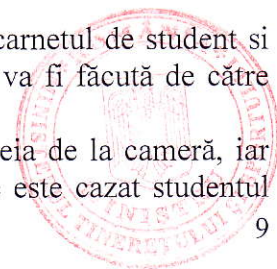 carnetul de student si
va fi făcută de către
eia de la cameră, iar
este cazat studentul
9